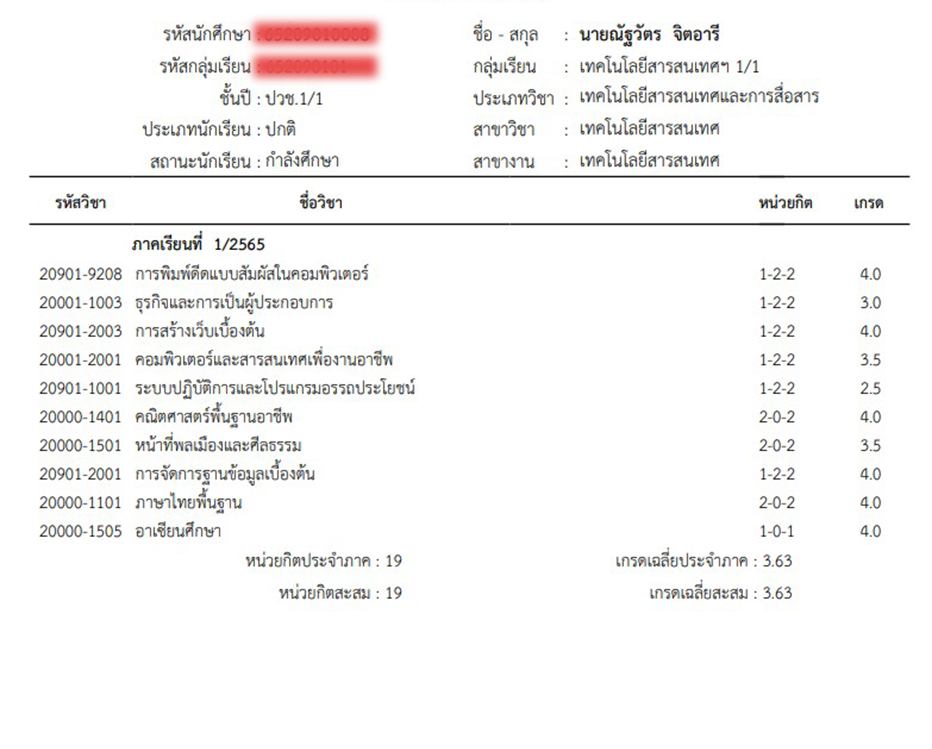 รหัสนักศึกษา :
ชื่อ - สกุล : นายณัฐวัตร จิตอารี
รหัสกลุ่มเรียน :
กลุ่มเรียน : เทคโนโลยีสารสนเทศฯ 1/1
ชั้นปี : ปวช.1/1
ประเภทวิชา : เทคโนโลยีสารสนเทศและการสื่อสาร
ประเภทนักเรียน : ปกติ
สาขาวิชา : เทคโนโลยีสารสนเทศ
สถานะนักเรียน : กำลังศึกษา
สาขางาน : เทคโนโลยีสารสนเทศ
รหัสวิชา ชื่อวิชา หน่วยกิต เกรด
ภาคเรียนที่ 1/2565
20901-9208 การพิมพ์ดีดแบบสัมผัสในคอมพิวเตอร์ 1-2-2 4.0
20001-1003 ธุรกิจและการเป็นผู้ประกอบการ 1-2-2 3.0
20901-2003 การสร้างเว็บเบื้องต้น 1-2-2 4.0
20001-2001 คอมพิวเตอร์และสารสนเทศเพื่องานอาชีพ 1-2-2 3.5
20901-1001 ระบบปฏิบัติการและโปรแกรมอรรถประโยชน์ 1-2-2 2.5
20000-1401 คณิตศาสตร์พื้นฐานอาชีพ 2-0-2 4.0
20000-1501 หน้าที่พลเมืองและศีลธรรม 2-0-2 3.5
20901-2001 การจัดการฐานข้อมูลเบื้องต้น 1-2-2 4.0
20000-1101 ภาษาไทยพื้นฐาน 2-0-2 4.0
20000-1505 อาเซียนศึกษา 1-0-1 4.0
หน่วยกิตประจำภาค : 19 เกรดเฉลี่ยประจำภาค : 3.63
หน่วยกิตสะสม : 19 เกรดเฉลี่ยสะสม : 3.63